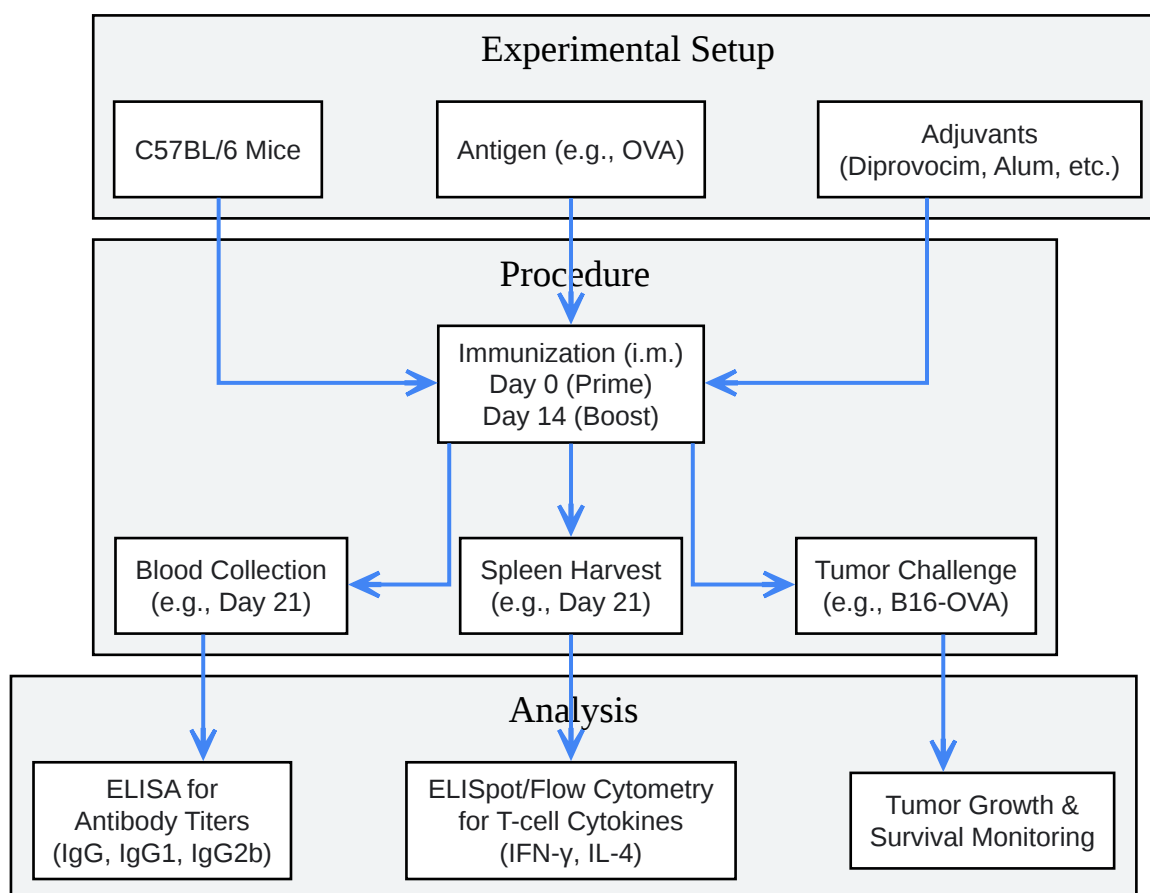 Experimental Setup
C57BL/6 Mice
Antigen (e.g., OVA)
Adjuvants
(Diprovocim, Alum, etc.)
Procedure
Immunization (i.m.)
Day 0 (Prime)
Day 14 (Boost)
Blood Collection
(e.g., Day 21)
Spleen Harvest
(e.g., Day 21)
Tumor Challenge
(e.g., B16-OVA)
Analysis
ELISA for
Antibody Titers
(IgG, IgG1, IgG2b)
ELISpot/Flow Cytometry
for T-cell Cytokines
(IFN-γ, IL-4)
Tumor Growth &
Survival Monitoring